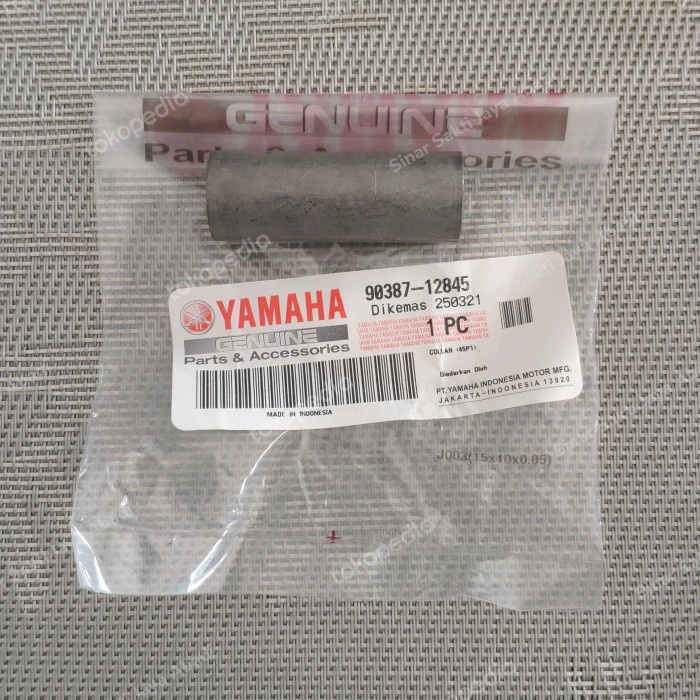 GENUINE
Parts & Accessories
YAMAHA
GENUINE
Parts & Accessories
90387-12845
Dikemas 250321
1 PC
COLLAR (4SP1)
Diedarkan Oleh
PT.YAMAHA INDONESIA MOTOR MFG.
JAKARTA-INDONESIA 13920
MADE IN INDONESIA
J003(15x10x0.05)
tokopedia
Sinar Sakti Jaya